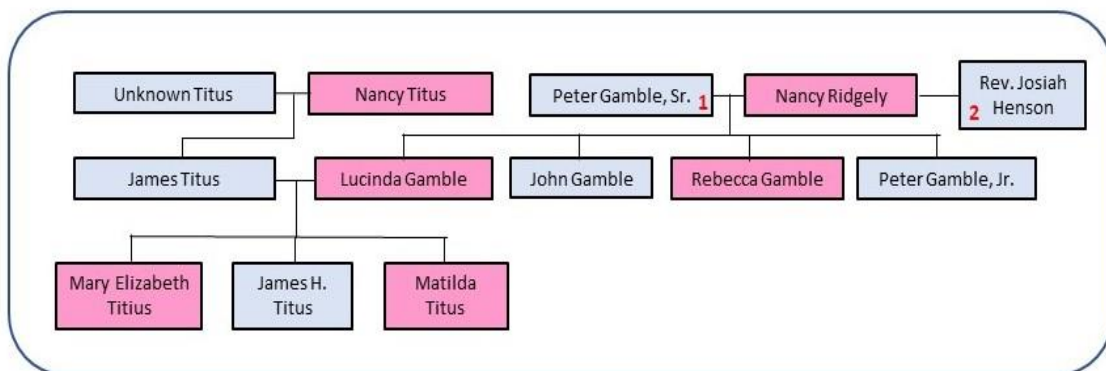 Unknown Titus
Nancy Titus
Peter Gamble, Sr. 1
Nancy Ridgely
Rev. Josiah
2 Henson
James Titus
Lucinda Gamble
John Gamble
Rebecca Gamble
Peter Gamble, Jr.
Mary Elizabeth
Titius
James H.
Titus
Matilda
Titus